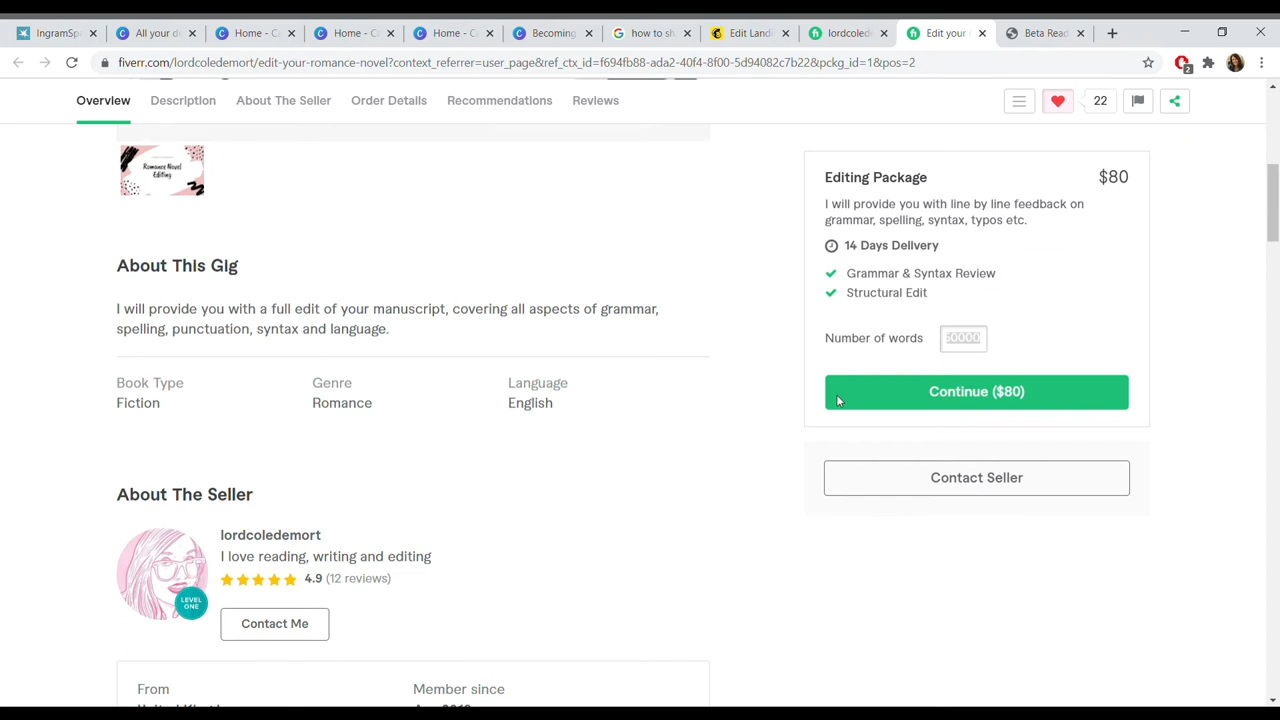 IngramSp
All your d
Home - C
Home - C
Home - C
Becoming
how to sh
Edit Landi
lordcolede
Edit your
Beta Read
fiverr.com/lordcoledemort/edit-your-romance-novel?context_referrer=user_page&ref_ctx_id=f694fb88-ada2-40f4-8f00-5d94082c7b22&pckg_id=1&pos=2
2
Overview
Description
About The Seller
Order Details
Recommendations
Reviews
22
Romance Novel
Editing
Editing Package
$80
I will provide you with line by line feedback on
grammar, spelling, syntax, typos etc.
14 Days Delivery
Grammar & Syntax Review
Structural Edit
Number of words
Continue ($80)
Contact Seller
About This Gig
I will provide you with a full edit of your manuscript, covering all aspects of grammar,
spelling, punctuation, syntax and language.
Book Type
Genre
Language
Fiction
Romance
English
About The Seller
lordcoledemort
I love reading, writing and editing
4.9 (12 reviews)
LEVEL
ONE
Contact Me
From
Member since